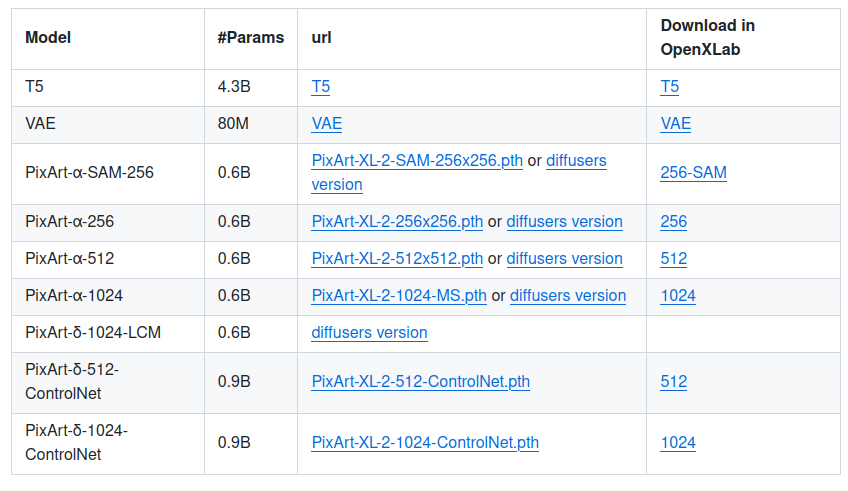 Model #Params url Download in
OpenXLab
T5 4.3B T5 T5
VAE 80M VAE VAE
PixArt-α-SAM-256 0.6B PixArt-XL-2-SAM-256x256.pth or diffusers
version 256-SAM
PixArt-α-256 0.6B PixArt-XL-2-256x256.pth or diffusers version 256
PixArt-α-512 0.6B PixArt-XL-2-512x512.pth or diffusers version 512
PixArt-α-1024 0.6B PixArt-XL-2-1024-MS.pth or diffusers version 1024
PixArt-δ-1024-LCM 0.6B diffusers version
PixArt-δ-512-
ControlNet 0.9B PixArt-XL-2-512-ControlNet.pth 512
PixArt-δ-1024-
ControlNet 0.9B PixArt-XL-2-1024-ControlNet.pth 1024